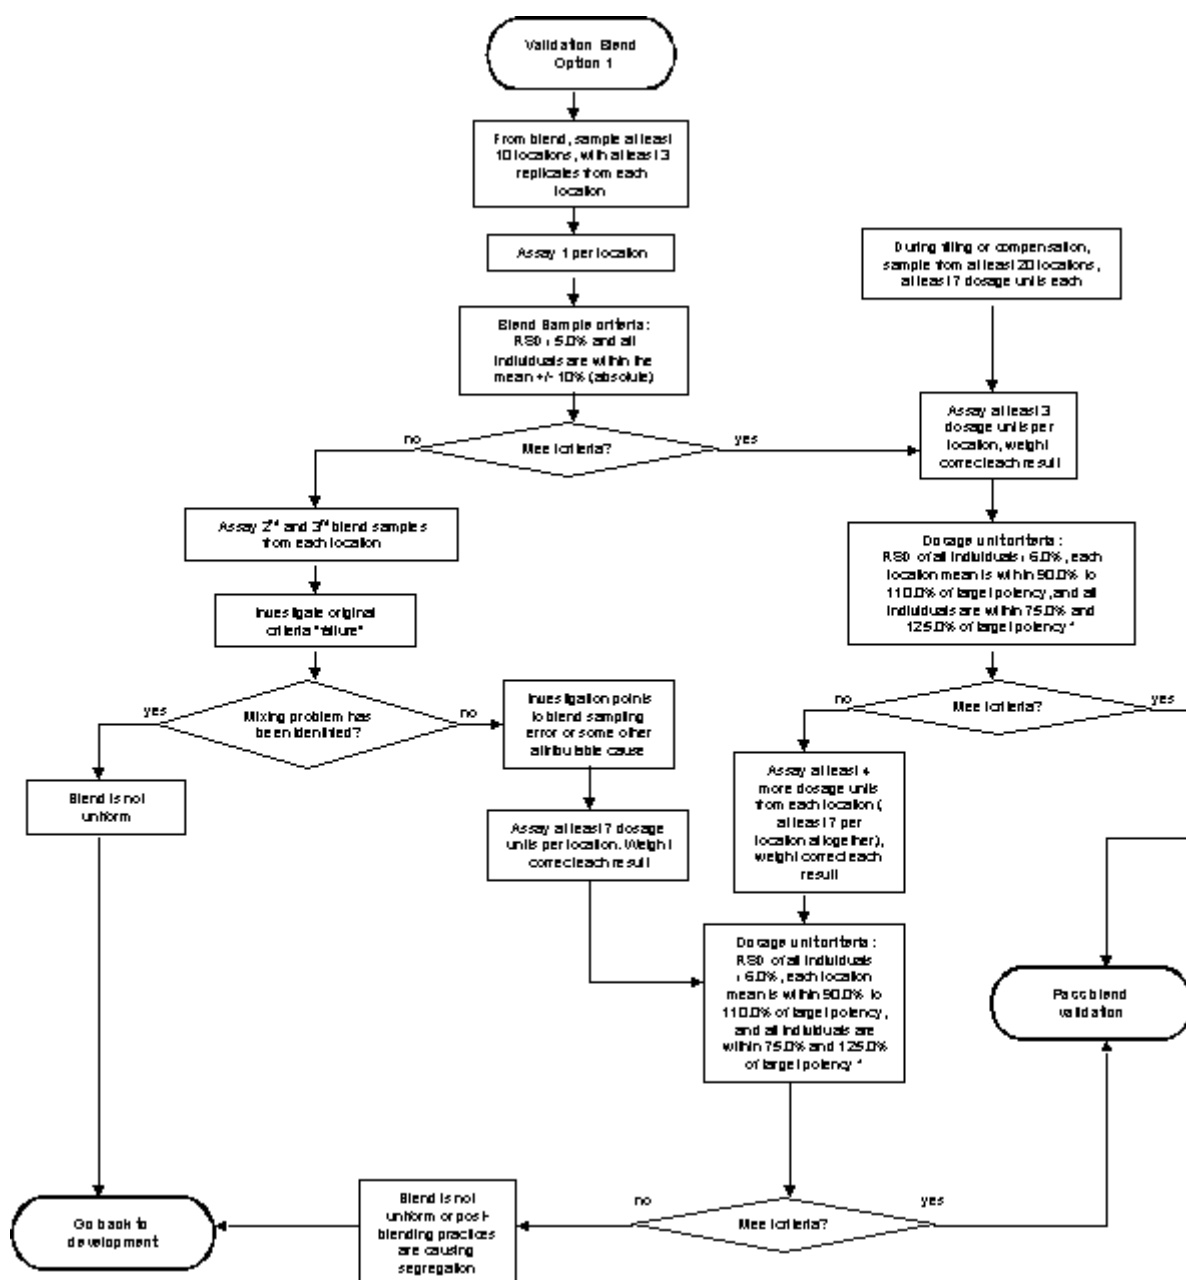 Validation Blend
Option 1
From blend, sample at least
10 locations, with at least 3
replicates from each
location
Assay 1 per location
During filing or compensation,
sample from at least 20 locations,
at least 7 dosage units each
Blend Sample criteria:
RSD : 5.0% and all
individuals are within the
mean +/- 10% (absolute)
Assay at least 3
dosage units per
location, weight
correct each result
no
Meet criteria?
yes
Assay 2nd and 3rd blend samples
from each location
Dosage unit criteria:
RSD of all individuals : 6.0%, each
location mean is within 90.0% to
110.0% of target potency, and all
individuals are within 75.0% and
125.0% of target potency *
Investigate original
criteria "failure"
yes
Mixing problem has
been identified?
no
Investigation points
to blend sampling
error or some other
attributable cause
no
Meet criteria?
yes
Blend is not
uniform
Assay at least 7 dosage
units per location. Weight
correct each result
Assay at least 4
more dosage units
from each location (
at least 7 per
location altogether),
weight correct each
result
Dosage unit criteria:
RSD of all individuals
: 6.0%, each location
mean is within 90.0% to
110.0% of target potency,
and all individuals are
within 75.0% and 125.0%
of target potency *
Pass blend
validation
Go back to
development
Blend is not
uniform or post-
blending practices
are causing
segregation
no
Meet criteria?
yes